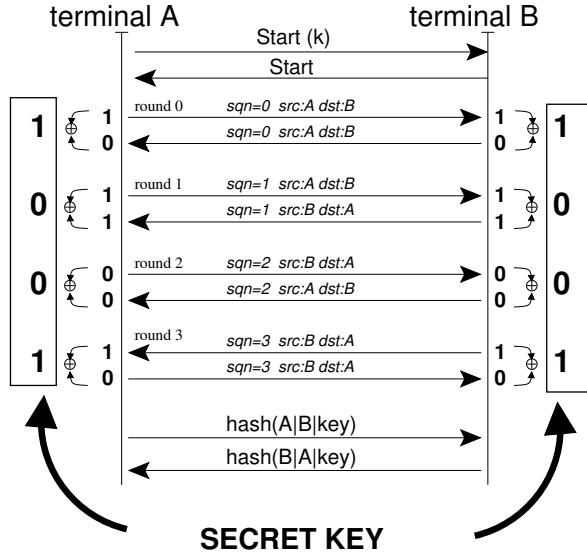 terminal A terminal B
Start (k)
Start
round 0 sqn=0 src:A dst:B
1 1 1 1
0 sqn=0 src:A dst:B 0
round 1 sqn=1 src:A dst:B
1 1
0 sqn=1 src:B dst:A 0
1 1
round 2 sqn=2 src:B dst:A
0 0
0 sqn=2 src:A dst:B 0
0 0
round 3 sqn=3 src:B dst:A
1 1
1 sqn=3 src:B dst:A 1
0 0
hash(A|B|key)
hash(B|A|key)
SECRET KEY